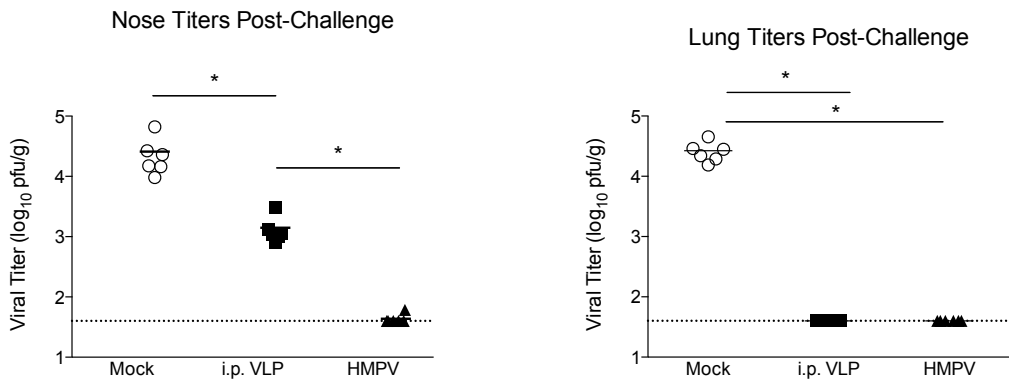 Nose Titers Post-Challenge
*
*
Viral Titer (log10 pfu/g)
5
4
3
2
1
Mock i.p. VLP HMPV
Lung Titers Post-Challenge
*
*
Viral Titer (log10 pfu/g)
5
4
3
2
1
Mock i.p. VLP HMPV